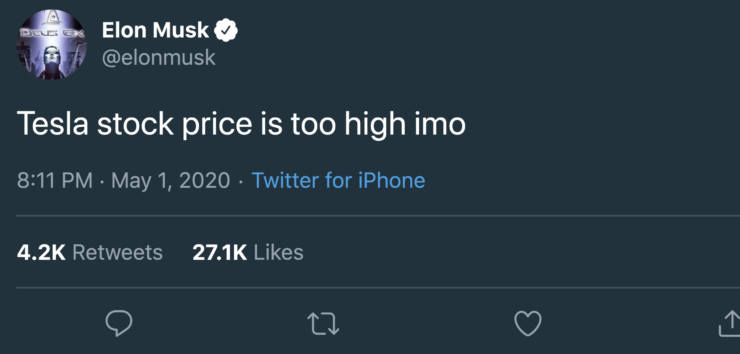 DEUS EX
Elon Musk
@elonmusk
Tesla stock price is too high imo
8:11 PM · May 1, 2020 · Twitter for iPhone
4.2K Retweets 27.1K Likes